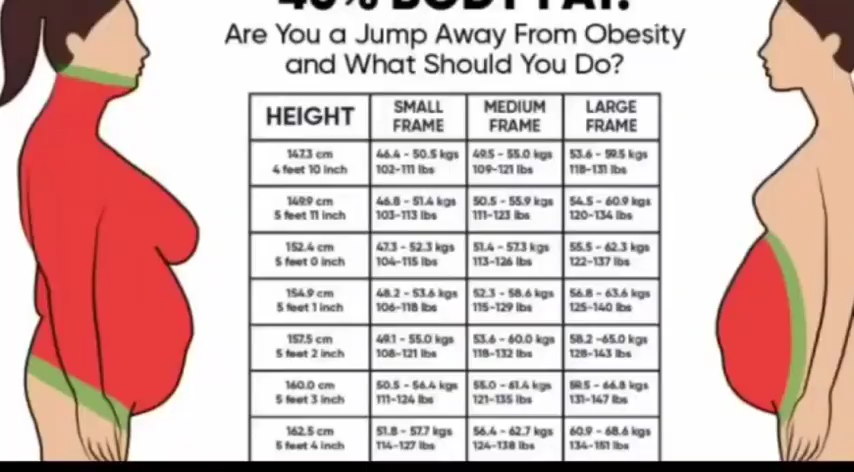 40% BODY FAT?
Are You a Jump Away From Obesity
and What Should You Do?
HEIGHT
SMALL
FRAME
MEDIUM
FRAME
LARGE
FRAME
147.3 cm
4 feet 10 inch
46.4 - 50.5 kgs
102-111 lbs
49.5 - 55.0 kgs
109-121 lbs
53.6 - 59.5 kgs
118-131 lbs
149.9 cm
5 feet 11 inch
46.8 - 51.4 kgs
103-113 lbs
50.5 - 55.9 kgs
111-123 lbs
54.5 - 60.9 kgs
120-134 lbs
152.4 cm
5 feet 0 inch
47.3 - 52.3 kgs
104-115 lbs
51.4 - 57.3 kgs
113-126 lbs
55.5 - 62.3 kgs
122-137 lbs
154.9 cm
5 feet 1 inch
48.2 - 53.6 kgs
106-118 lbs
52.3 - 58.6 kgs
115-129 lbs
56.8 - 63.6 kgs
125-140 lbs
157.5 cm
5 feet 2 inch
49.1 - 55.0 kgs
108-121 lbs
53.6 - 60.0 kgs
118-132 lbs
58.2 -65.0 kgs
128-143 lbs
160.0 cm
5 feet 3 inch
50.5 - 56.4 kgs
111-124 lbs
55.0 - 61.4 kgs
121-135 lbs
59.5 - 66.8 kgs
131-147 lbs
162.5 cm
5 feet 4 inch
51.8 - 57.7 kgs
114-127 lbs
56.4 - 62.7 kgs
124-138 lbs
60.9 - 68.6 kgs
134-151 lbs